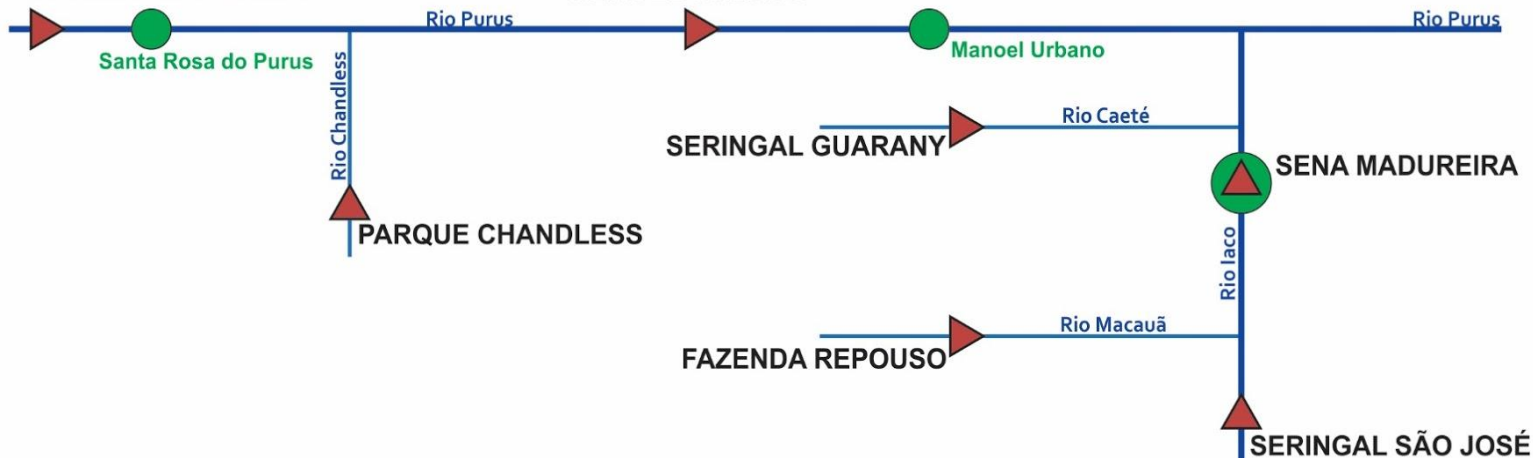 Rio Purus
Rio Purus
Santa Rosa do Purus
Manoel Urbano
Rio Chandless
Rio Caeté
SERINGAL GUARANY
SENA MADUREIRA
PARQUE CHANDLESS
Rio Iaco
Rio Macauã
FAZENDA REPOUSO
SERINGAL SÃO JOSÉ